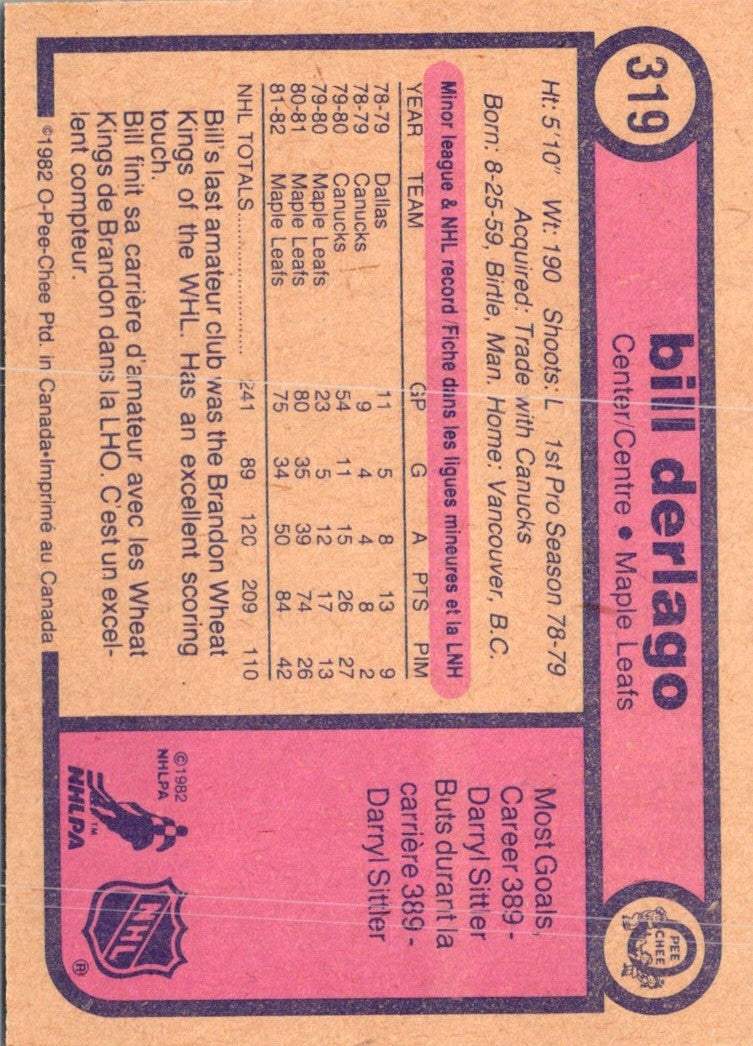 319
bill derlago
Center/Centre • Maple Leafs
PEE
CHEE
Ht: 5'10" Wt: 190 Shoots: L 1st Pro Season 78-79
Acquired: Trade with Canucks
Born: 8-25-59, Birtle, Man. Home: Vancouver, B.C.
Minor league & NHL record/Fiche dans les ligues mineures et la LNH
YEAR TEAM GP G A PTS PIM
78-79 Dallas 11 5 8 13 9
78-79 Canucks 9 4 4 8 2
79-80 Canucks 54 11 15 26 27
79-80 Maple Leafs 23 5 12 17 13
80-81 Maple Leafs 80 35 39 74 26
81-82 Maple Leafs 75 34 50 84 42
NHL TOTALS.................... 241 89 120 209 110
Bill's last amateur club was the Brandon Wheat
Kings of the WHL. Has an excellent scoring
touch.
Bill finit sa carrière d'amateur avec les Wheat
Kings de Brandon dans la LHO. C'est un excel-
lent compteur.
©1982 O-Pee-Chee Ptd. in Canada•Imprimé au Canada
Most Goals,
Career 389 -
Darryl Sittler
Buts durant la
carrière 389 -
Darryl Sittler
©1982
NHLPA
NHLPA
™
NHL
®